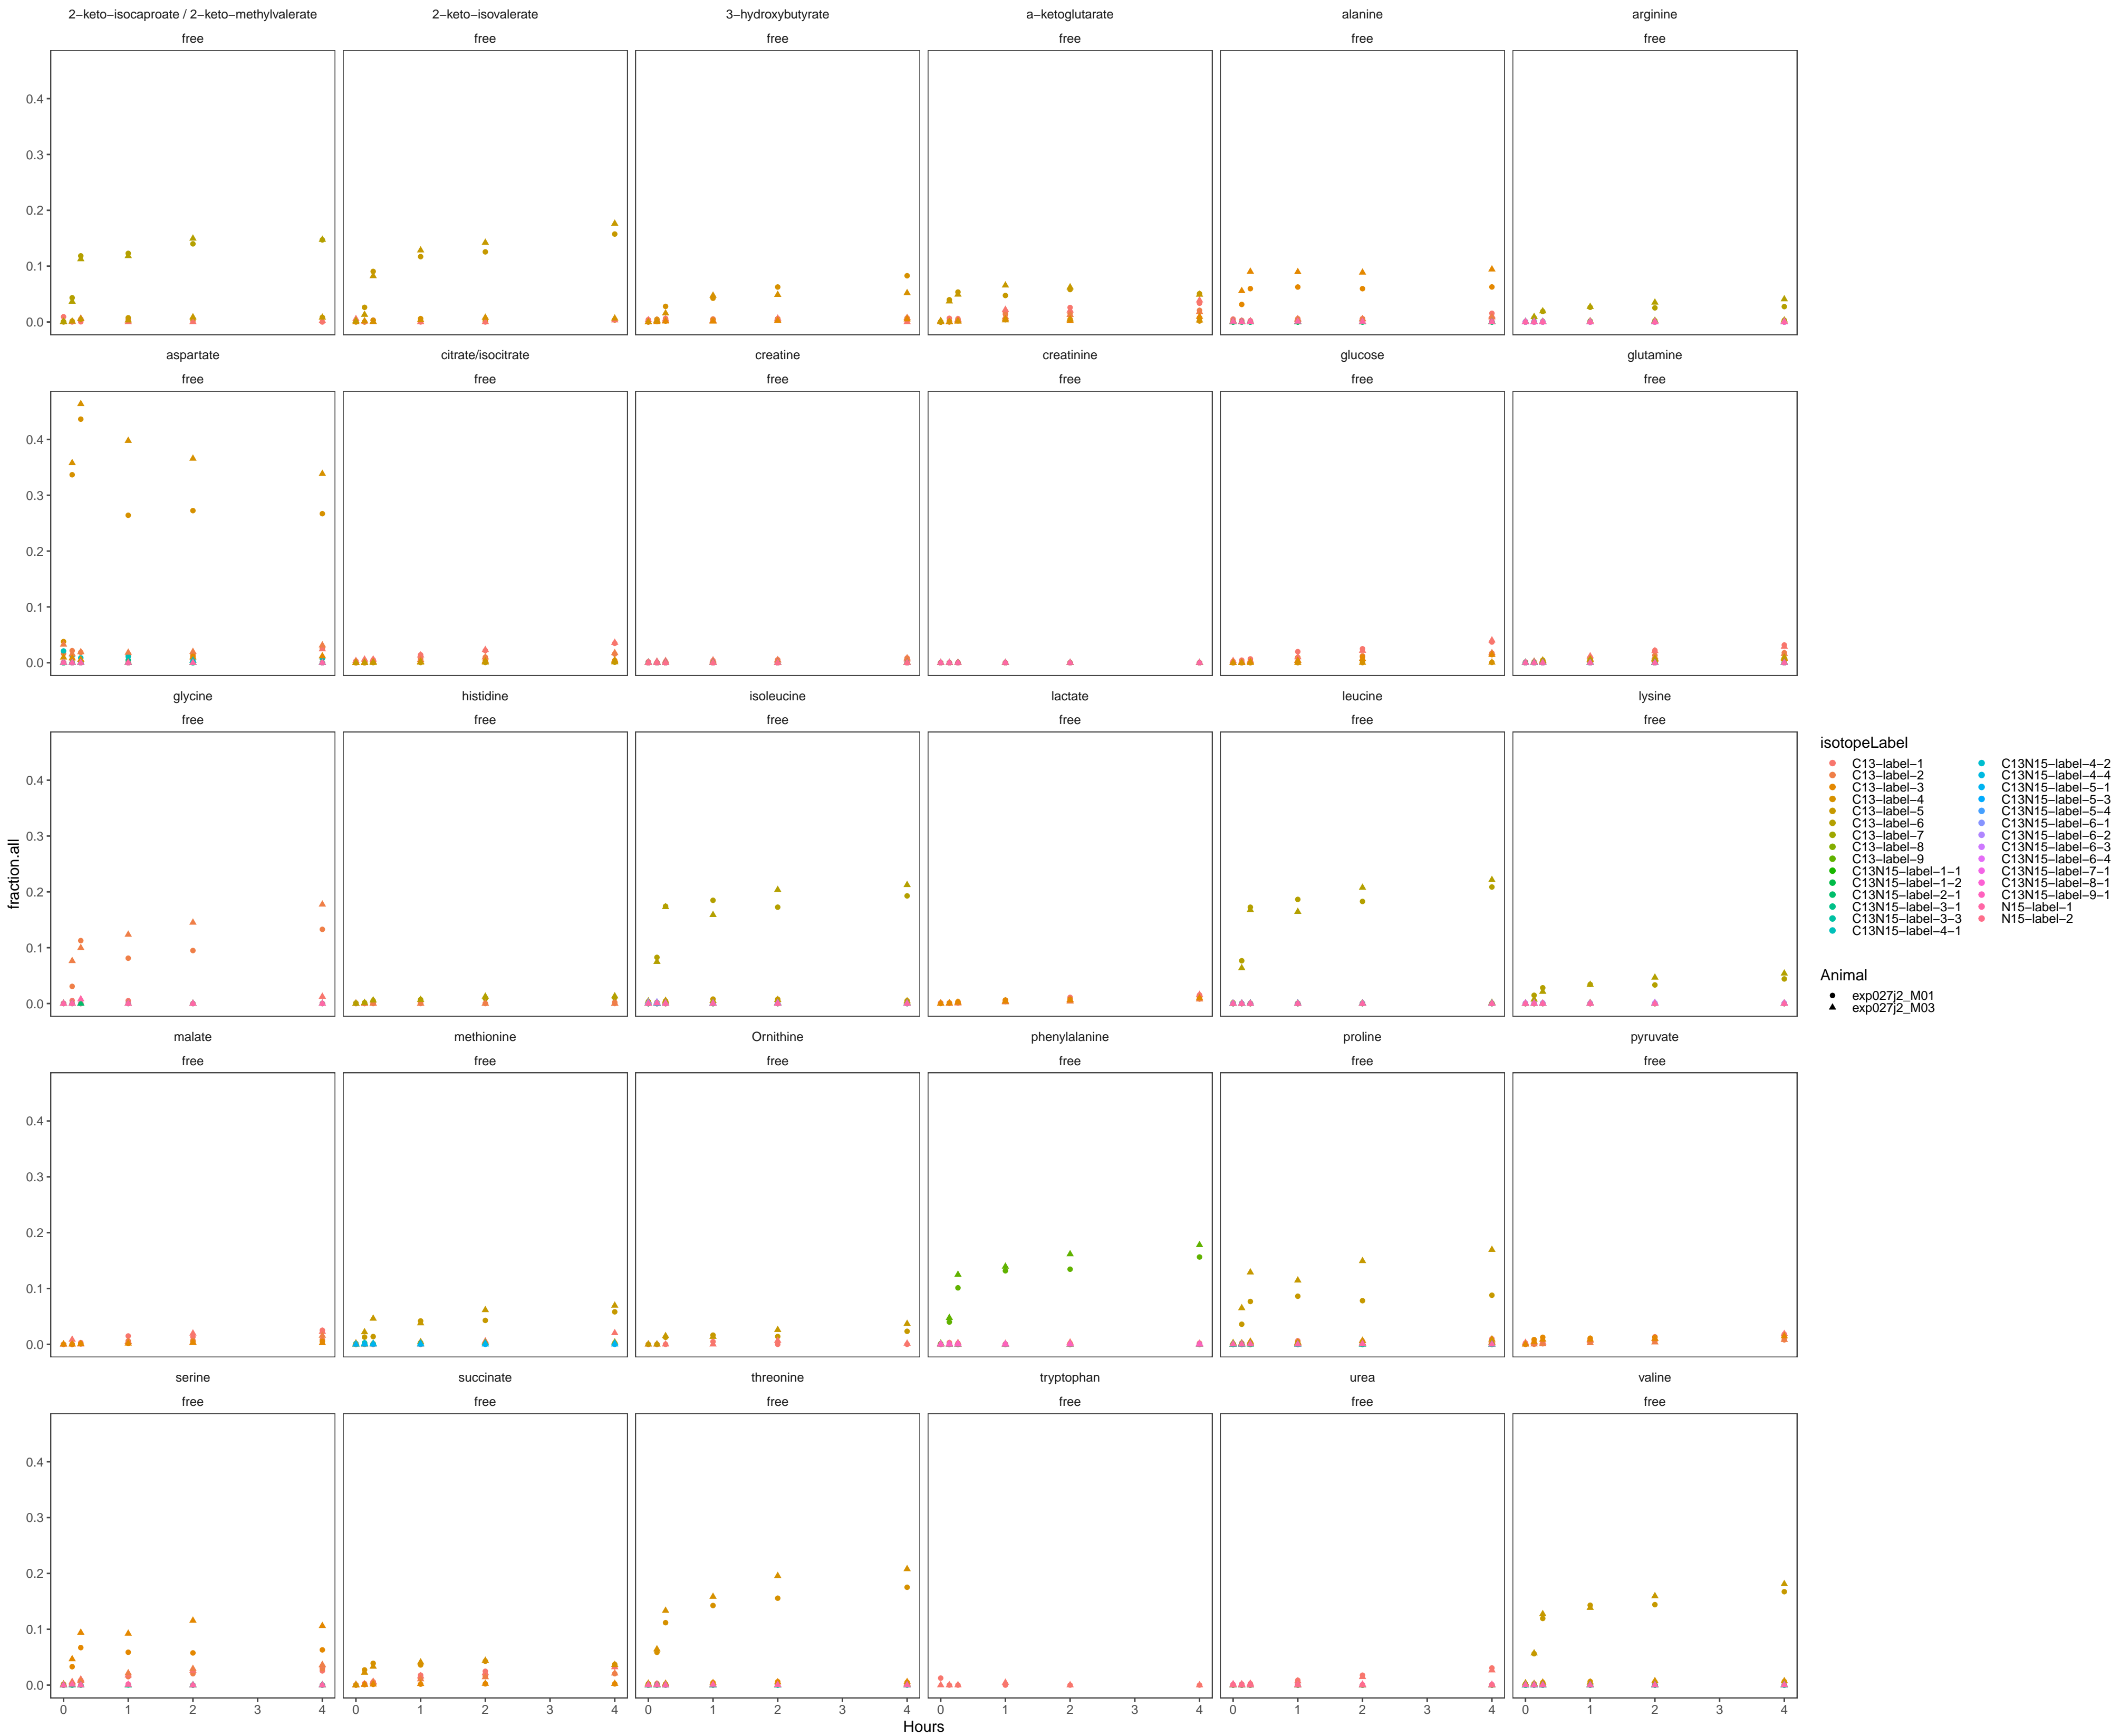 2−keto−isocaproate / 2−keto−methylvalerate 2−keto−isovalerate 3−hydroxybutyrate a−ketoglutarate alanine arginine
free free free free free free
0.4
0.3
0.2
0.1
0.0
aspartate citrate/isocitrate creatine creatinine glucose glutamine
free free free free free free
0.4
0.3
0.2
0.1
0.0
glycine histidine isoleucine lactate leucine lysine
free free free free free free
0.4
0.3
0.2
0.1
0.0
malate methionine Ornithine phenylalanine proline pyruvate
free free free free free free
0.4
0.3
0.2
0.1
0.0
serine succinate threonine tryptophan urea valine
free free free free free free
0.4
0.3
0.2
0.1
0.0
0 1 2 3 4 0 1 2 3 4 0 1 2 3 4 0 1 2 3 4 0 1 2 3 4 0 1 2 3 4
Hours
fraction.all
isotopeLabel
C13−label−1
C13−label−2
C13−label−3
C13−label−4
C13−label−5
C13−label−6
C13−label−7
C13−label−8
C13−label−9
C13N15−label−1−1
C13N15−label−1−2
C13N15−label−2−1
C13N15−label−3−1
C13N15−label−3−3
C13N15−label−4−1
C13N15−label−4−2
C13N15−label−4−4
C13N15−label−5−1
C13N15−label−5−3
C13N15−label−5−4
C13N15−label−6−1
C13N15−label−6−2
C13N15−label−6−3
C13N15−label−6−4
C13N15−label−7−1
C13N15−label−8−1
C13N15−label−9−1
N15−label−1
N15−label−2
Animal
exp027j2_M01
exp027j2_M03